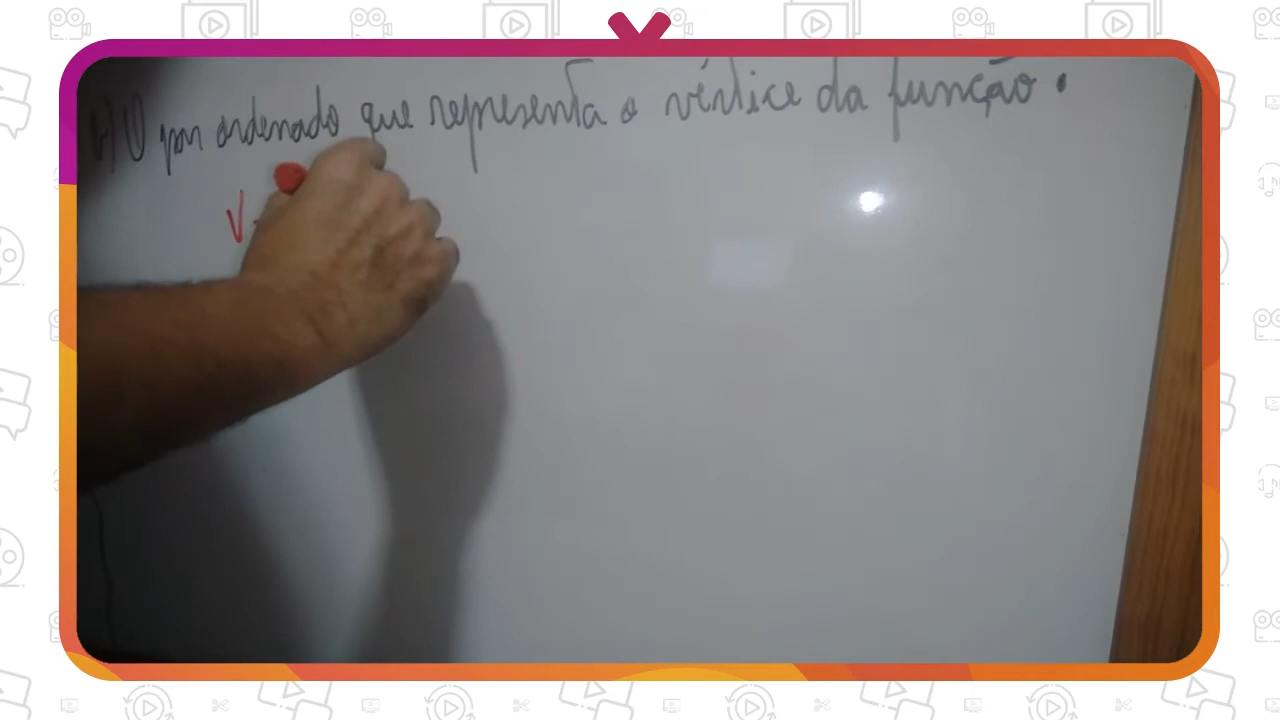 b) O par ordenado que representa o vértice da função.
V